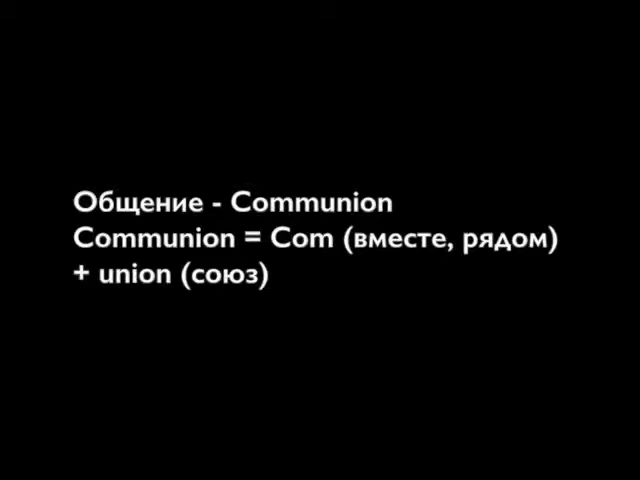 Общение - Communion
Communion = Com (вместе, рядом)
+ union (союз)